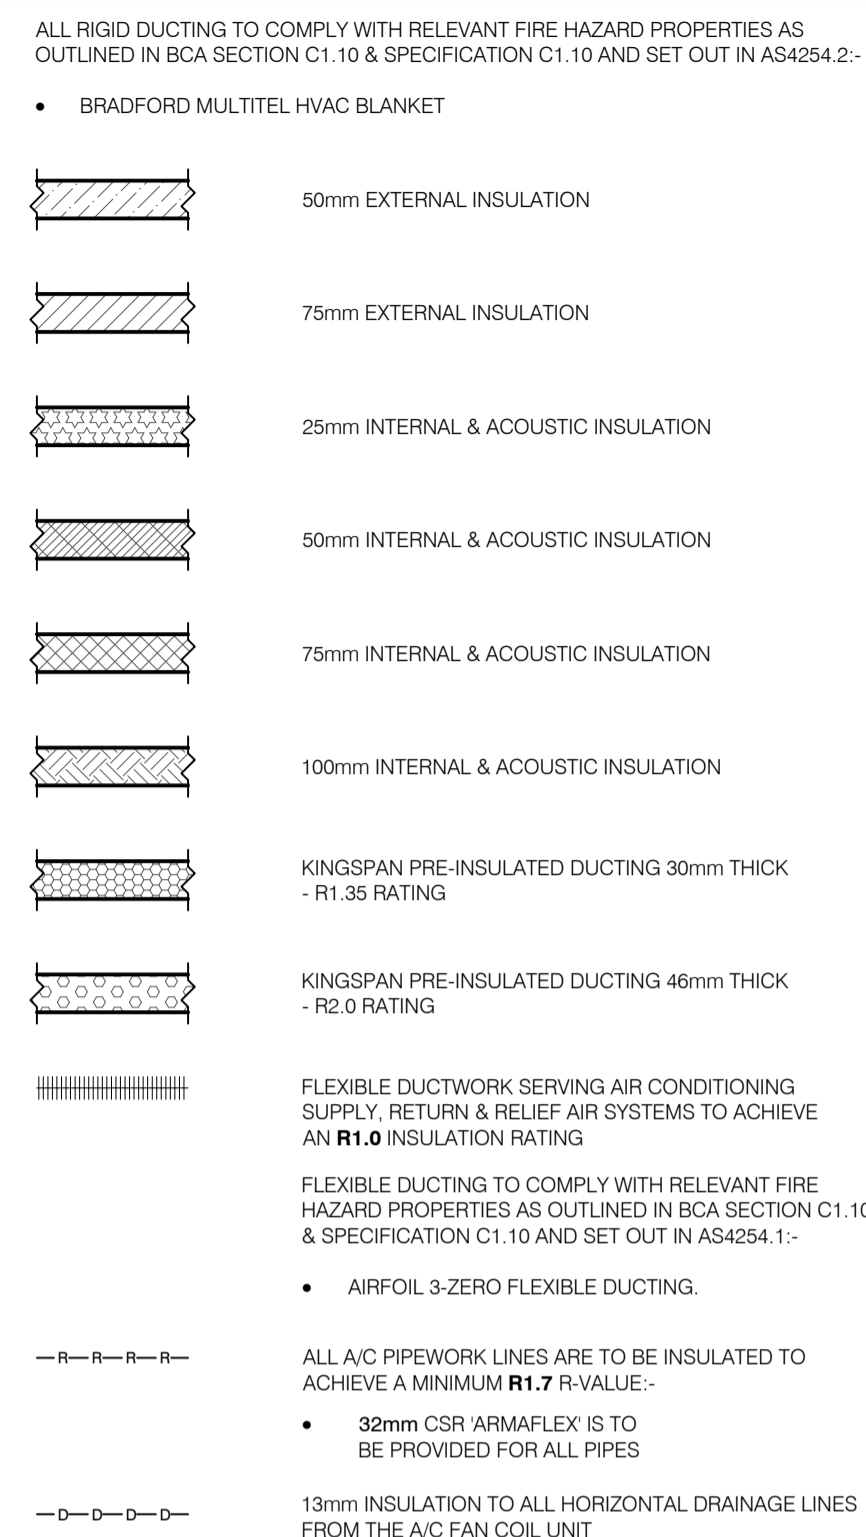 ALL RIGID DUCTING TO COMPLY WITH RELEVANT FIRE HAZARD PROPERTIES AS
OUTLINED IN BCA SECTION C1.10 & SPECIFICATION C1.10 AND SET OUT IN AS4254.2:-
• BRADFORD MULTITEL HVAC BLANKET
50mm EXTERNAL INSULATION
75mm EXTERNAL INSULATION
25mm INTERNAL & ACOUSTIC INSULATION
50mm INTERNAL & ACOUSTIC INSULATION
75mm INTERNAL & ACOUSTIC INSULATION
100mm INTERNAL & ACOUSTIC INSULATION
KINGSPAN PRE-INSULATED DUCTING 30mm THICK
- R1.35 RATING
KINGSPAN PRE-INSULATED DUCTING 46mm THICK
- R2.0 RATING
FLEXIBLE DUCTWORK SERVING AIR CONDITIONING
SUPPLY, RETURN & RELIEF AIR SYSTEMS TO ACHIEVE
AN R1.0 INSULATION RATING
FLEXIBLE DUCTING TO COMPLY WITH RELEVANT FIRE
HAZARD PROPERTIES AS OUTLINED IN BCA SECTION C1.10
& SPECIFICATION C1.10 AND SET OUT IN AS4254.1:-
• AIRFOIL 3-ZERO FLEXIBLE DUCTING.
—R—R—R—R— ALL A/C PIPEWORK LINES ARE TO BE INSULATED TO
ACHIEVE A MINIMUM R1.7 R-VALUE:-
• 32mm CSR 'ARMAFLEX' IS TO
BE PROVIDED FOR ALL PIPES
—D—D—D—D— 13mm INSULATION TO ALL HORIZONTAL DRAINAGE LINES
FROM THE A/C FAN COIL UNIT